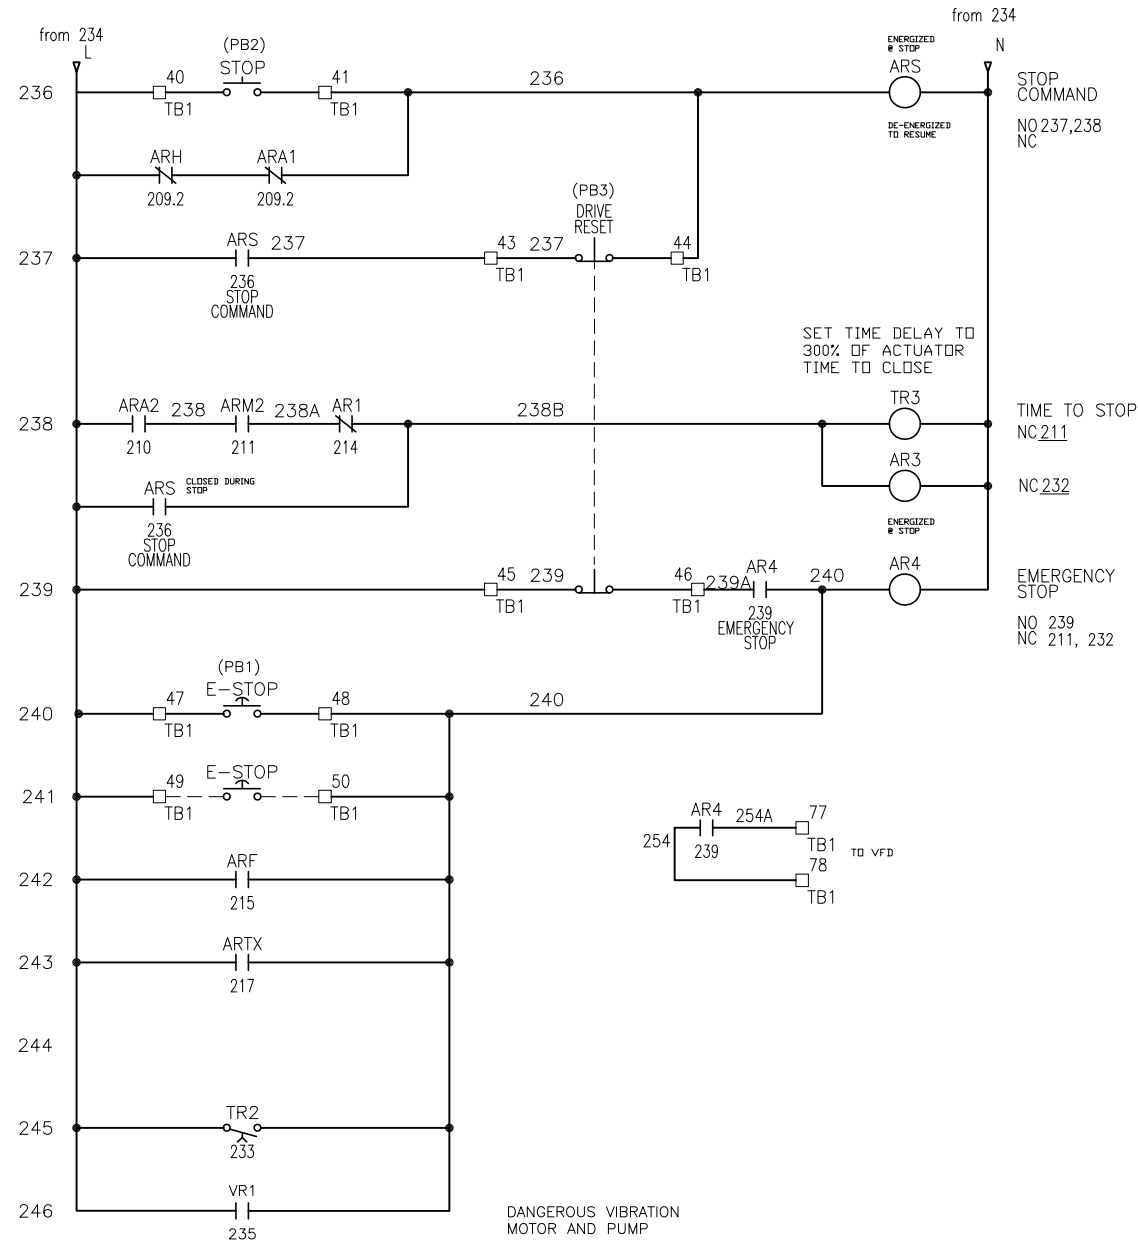 from 234
L
from 234
N
236
40
TB1
(PB2)
STOP
41
TB1
236
ENERGIZED
@ STOP
ARS
DE-ENERGIZED
TO RESUME
STOP
COMMAND
NO 237,238
NC
ARH
209.2
ARA1
209.2
237
ARS
237
236
STOP
COMMAND
43
TB1
237
(PB3)
DRIVE
RESET
44
TB1
SET TIME DELAY TO
300% OF ACTUATOR
TIME TO CLOSE
238
ARA2
210
238
ARM2
211
238A
AR1
214
238B
TR3
TIME TO STOP
NC 211
AR3
NC 232
ENERGIZED
@ STOP
ARS
CLOSED DURING
STOP
236
STOP
COMMAND
239
45
TB1
239
46
TB1
239A
AR4
239
EMERGENCY
STOP
240
AR4
EMERGENCY
STOP
NO 239
NC 211, 232
240
47
TB1
(PB1)
E-STOP
48
TB1
240
241
49
TB1
E-STOP
50
TB1
254
AR4
239
254A
77
TB1
78
TB1
TO VFD
242
ARF
215
243
ARTX
217
244
245
TR2
233
246
VR1
235
DANGEROUS VIBRATION
MOTOR AND PUMP